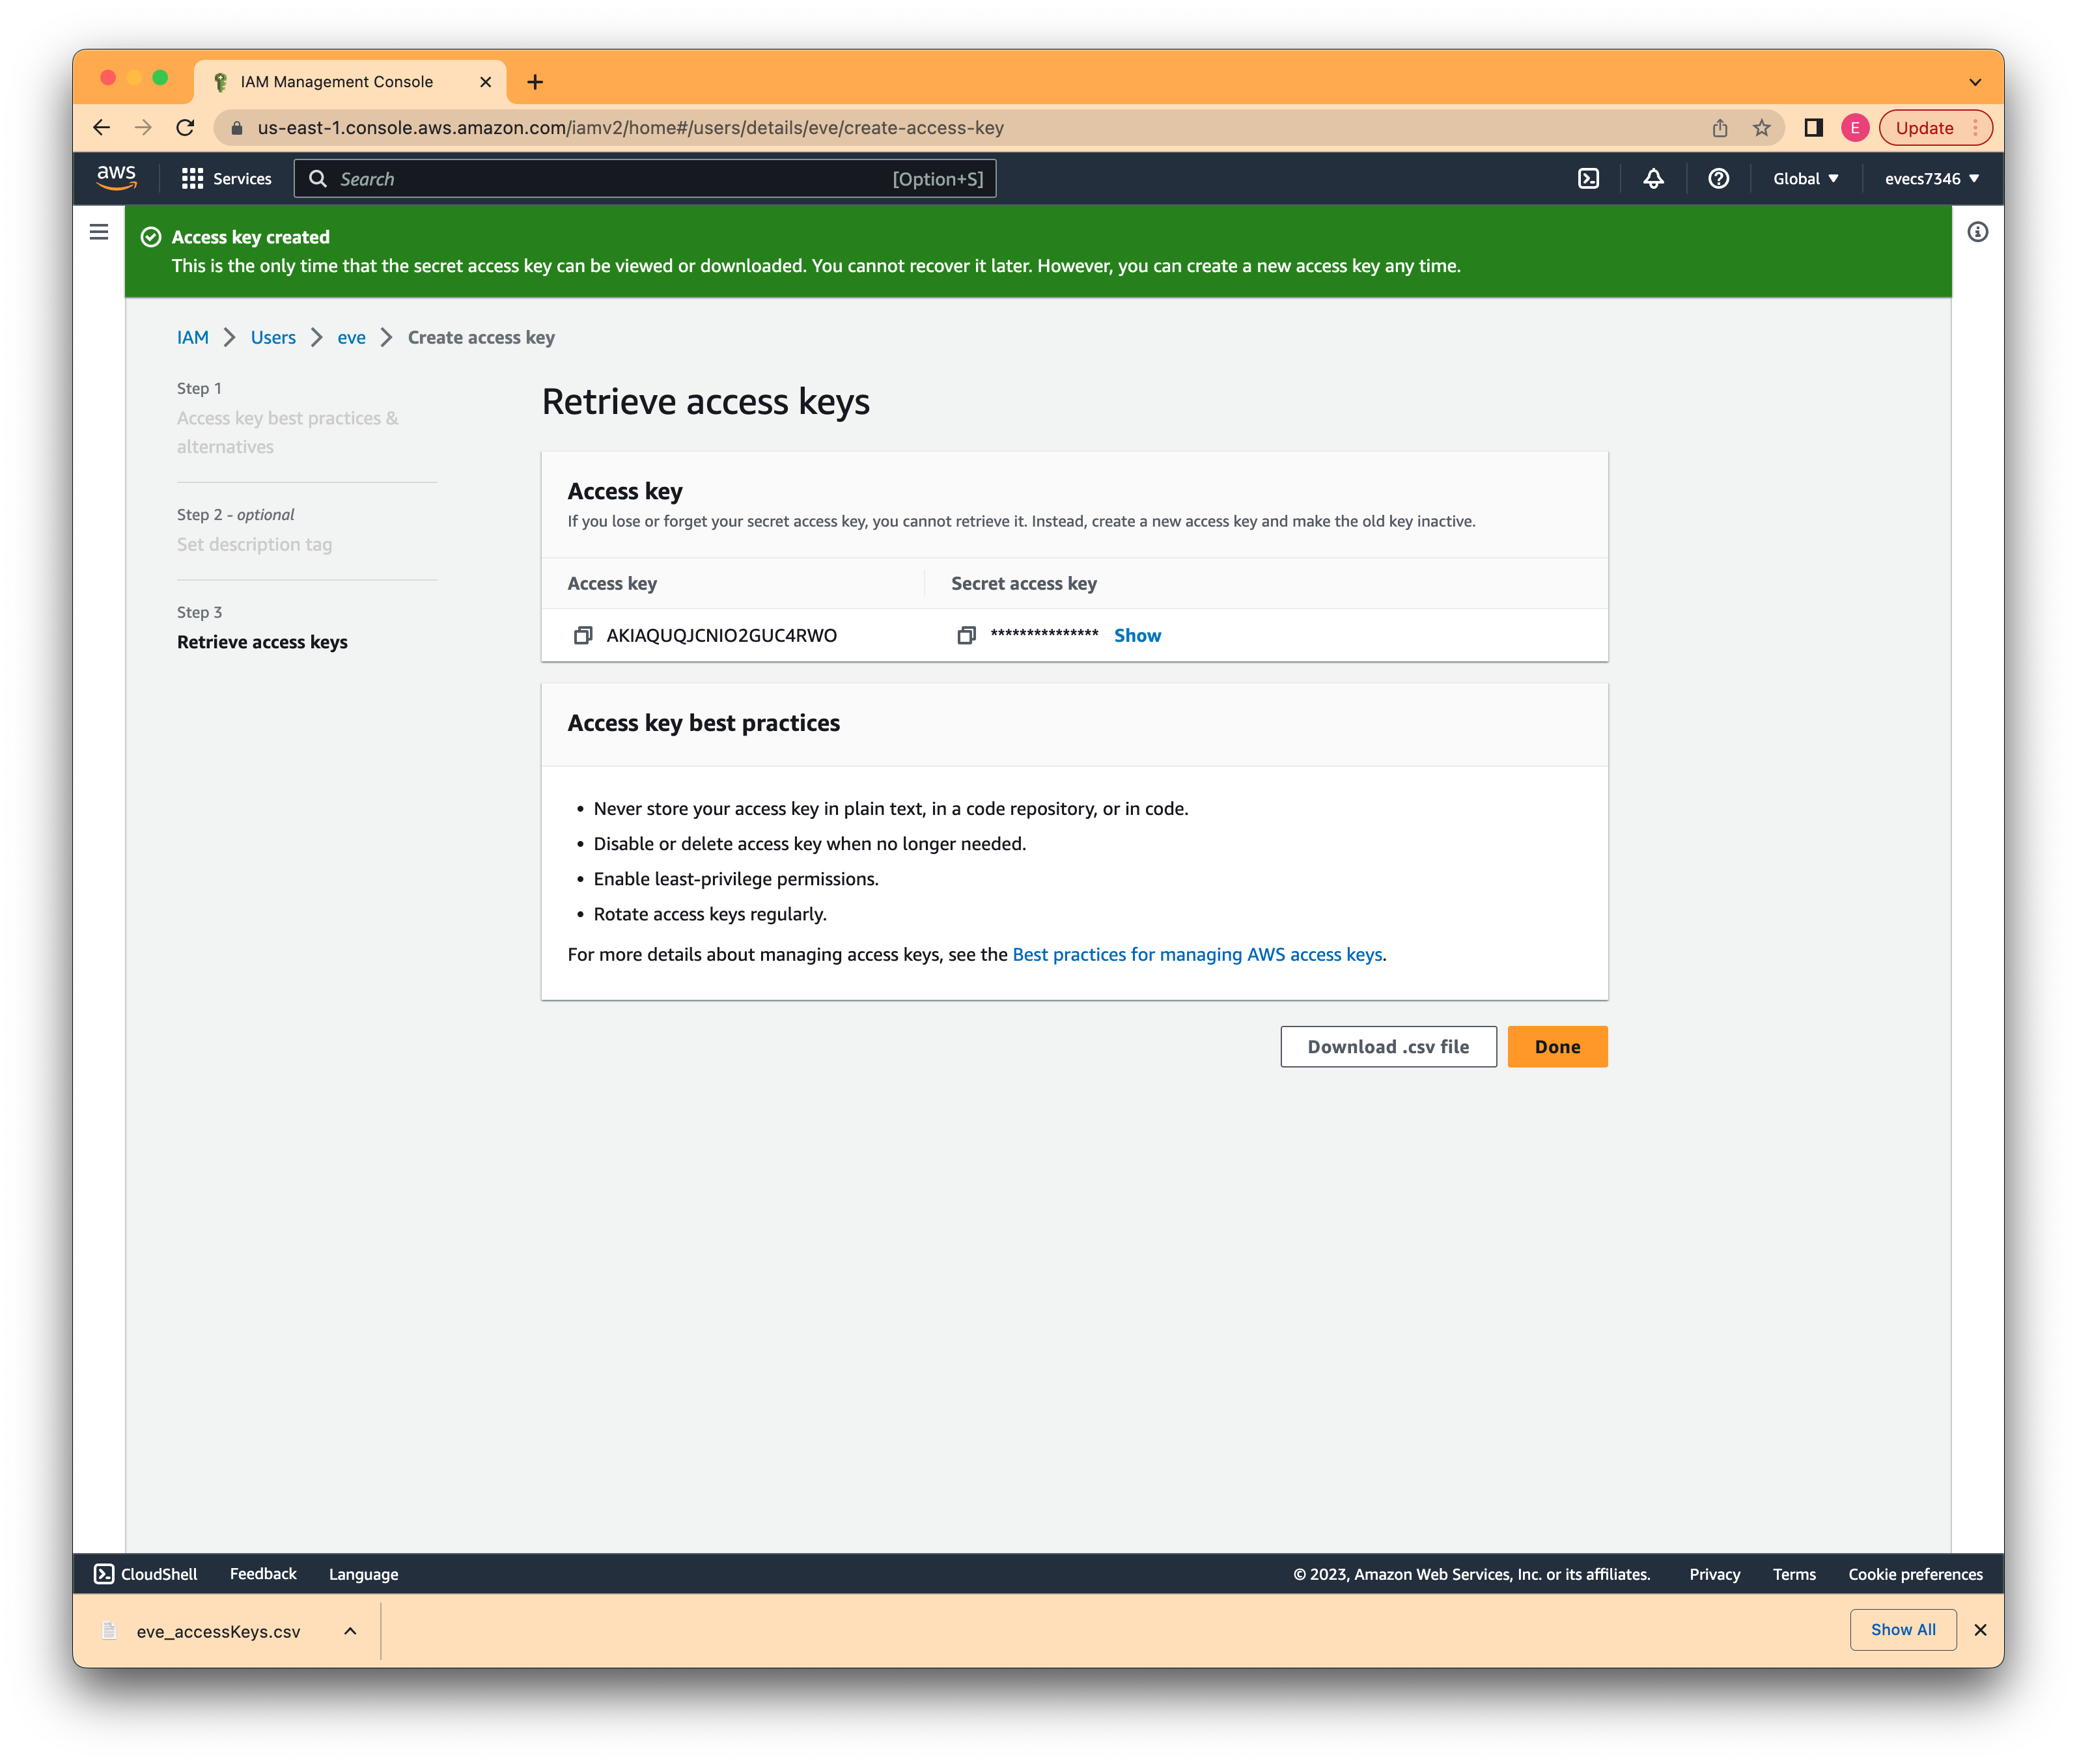 IAM Management Console
us-east-1.console.aws.amazon.com/iamv2/home#/users/details/eve/create-access-key
E
Update
aws
Services
Search
[Option+S]
Global
evecs7346
Access key created
This is the only time that the secret access key can be viewed or downloaded. You cannot recover it later. However, you can create a new access key any time.
IAM
Users
eve
Create access key
Step 1
Access key best practices &
alternatives
Step 2 - optional
Set description tag
Step 3
Retrieve access keys
Retrieve access keys
Access key
If you lose or forget your secret access key, you cannot retrieve it. Instead, create a new access key and make the old key inactive.
Access key
Secret access key
AKIAQUQJCNIO2GUC4RWO
*************** Show
Access key best practices
• Never store your access key in plain text, in a code repository, or in code.
• Disable or delete access key when no longer needed.
• Enable least-privilege permissions.
• Rotate access keys regularly.
For more details about managing access keys, see the Best practices for managing AWS access keys.
Download .csv file
Done
CloudShell
Feedback
Language
© 2023, Amazon Web Services, Inc. or its affiliates.
Privacy
Terms
Cookie preferences
eve_accessKeys.csv
Show All